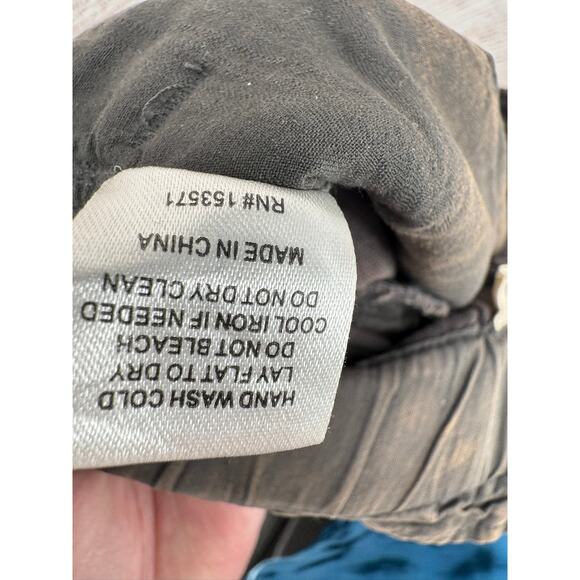 HAND WASH COLD
LAY FLAT TO DRY
DO NOT BLEACH
COOL IRON IF NEEDED
DO NOT DRY CLEAN
MADE IN CHINA
RN# 153571